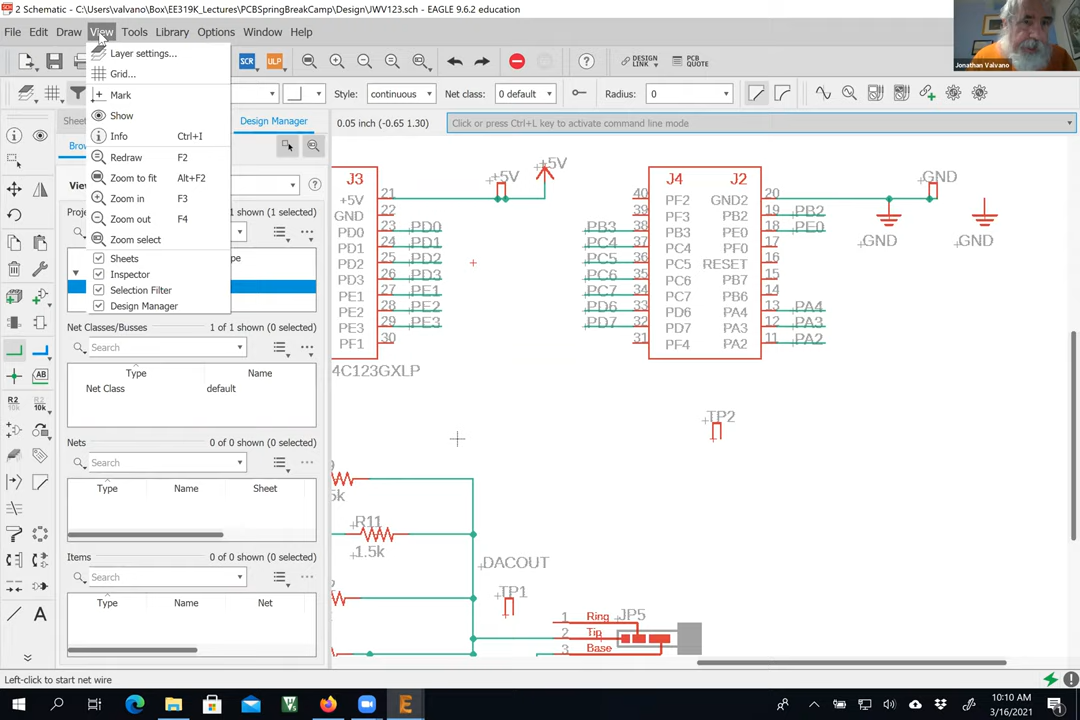 2 Schematic - C:\Users\valvano\Box\EE319K_Lectures\PCBSpringBreakCamp\Design\JWV123.sch - EAGLE 9.6.2 education
File Edit Draw View Tools Library Options Window Help
Jonathan Valvano
SCR ULP
DESIGN LINK
PCB QUOTE
Style: continuous Net class: 0 default Radius: 0
Layer settings...
Grid...
Mark
Show
Info Ctrl+I
Redraw F2
Zoom to fit Alt+F2
Zoom in F3
Zoom out F4
Zoom select
Sheets
Inspector
Selection Filter
Design Manager
Design Manager
0.05 inch (-0.65 1.30)
Click or press Ctrl+L key to activate command line mode
1 shown (1 selected)
Net Classes/Busses 1 of 1 shown (0 selected)
Search
Type Name
Net Class default
Nets 0 of 0 shown (0 selected)
Search
Type Name Sheet
Items 0 of 0 shown (0 selected)
Search
Type Name Net
J3
+5V
GND
PD0
PD1
PD2
PD3
PE1
PE2
PE3
PF1
21
22
23
24
25
26
27
28
29
30
PD0
PD1
PD2
PD3
PE1
PE2
PE3
+5V
+5V
4C123GXLP
J4 J2
40 PF2 GND2 20
39 PF3 PB2 19 PB2
PB3 38 PB3 PE0 18 PE0
PC4 37 PC4 PF0 17
PC5 36 PC5 RESET 16
PC6 35 PC6 PB7 15
PC7 34 PC7 PB6 14
PD6 33 PD6 PA4 13 PA4
PD7 32 PD7 PA3 12 PA3
31 PF4 PA2 11 PA2
GND
GND
GND
TP2
5k
R11
1.5k
DACOUT
TP1
JP5
1 Ring
2 Tip
3 Base
Left-click to start net wire
10:10 AM
3/16/2021